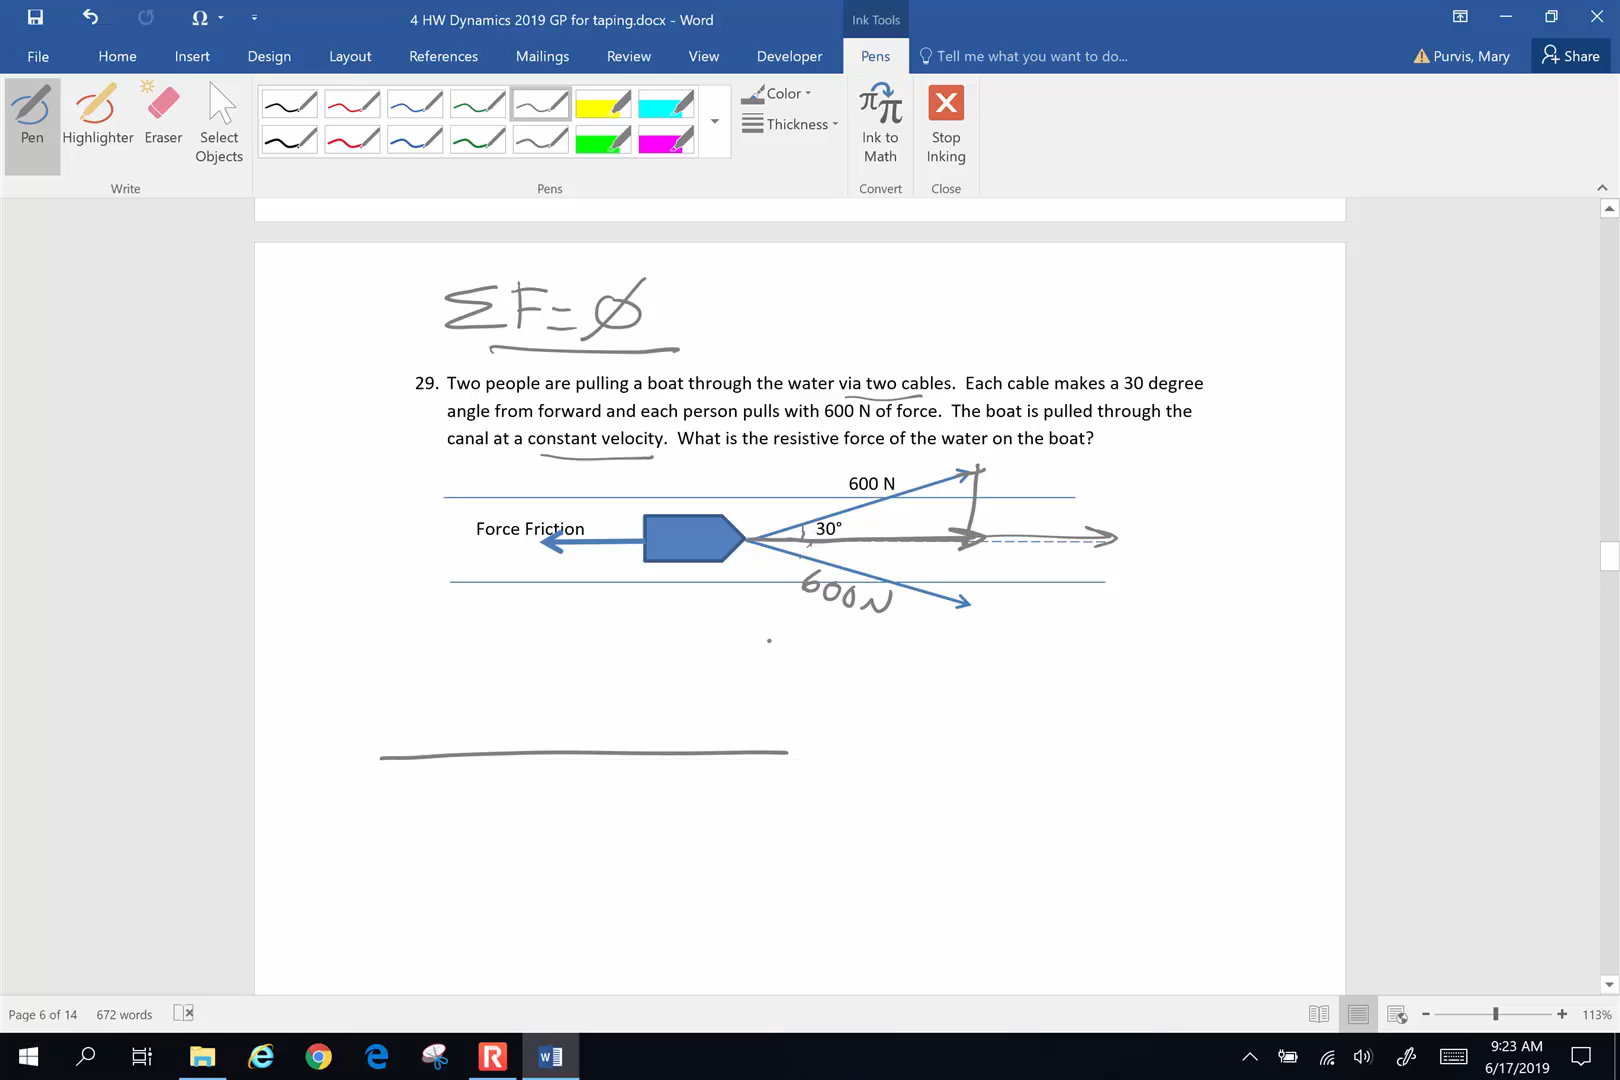 4 HW Dynamics 2019 GP for taping.docx - Word
Ink Tools
File Home Insert Design Layout References Mailings Review View Developer Pens Tell me what you want to do... Purvis, Mary Share
Pen Highlighter Eraser Select Objects
Color
Thickness
Ink to Math
Stop Inking
Write Pens Convert Close
ΣF=∅
29. Two people are pulling a boat through the water via two cables. Each cable makes a 30 degree
angle from forward and each person pulls with 600 N of force. The boat is pulled through the
canal at a constant velocity. What is the resistive force of the water on the boat?
600 N
Force Friction
30°
600N
Page 6 of 14 672 words 113%
9:23 AM
6/17/2019